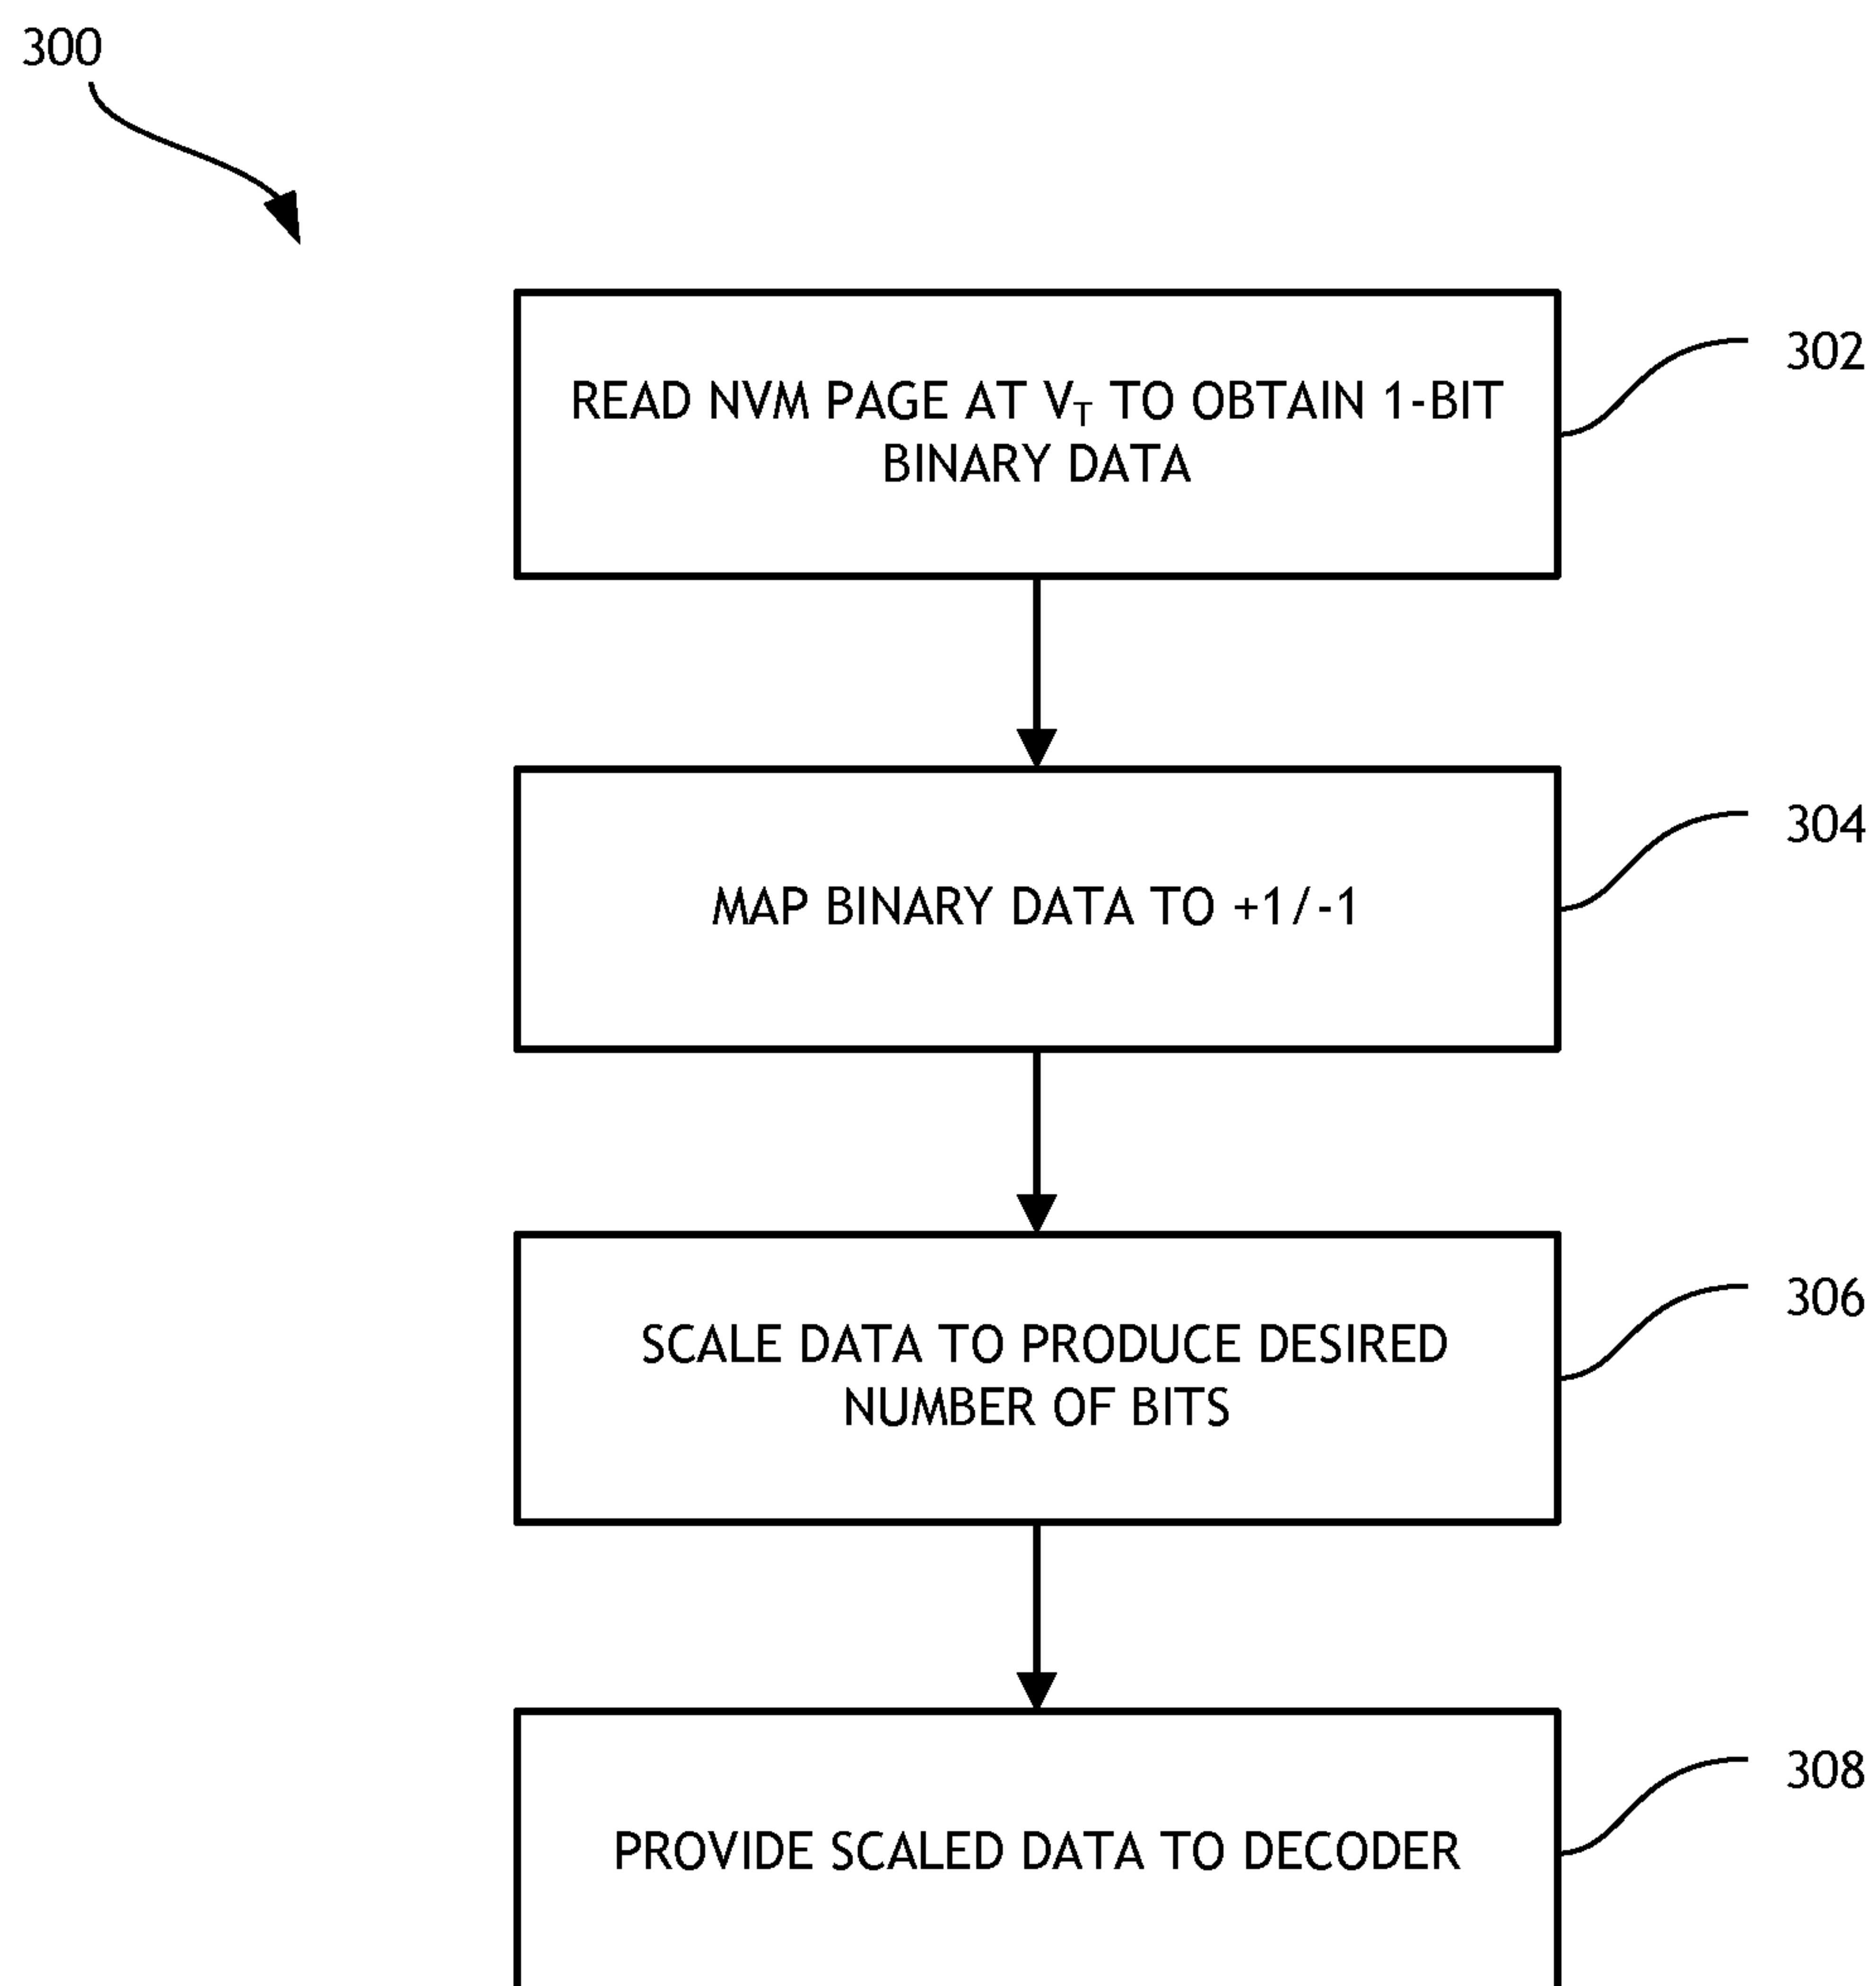 300
READ NVM PAGE AT VT TO OBTAIN 1-BIT
BINARY DATA
302
MAP BINARY DATA TO +1/-1
304
SCALE DATA TO PRODUCE DESIRED
NUMBER OF BITS
306
PROVIDE SCALED DATA TO DECODER
308